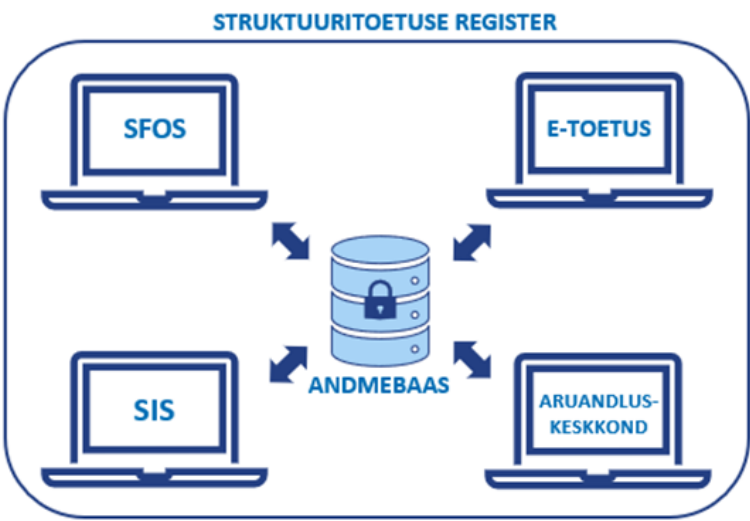 STRUKTUURITOETUSE REGISTER
SFOS
E-TOETUS
ANDMEBAAS
SIS
ARUANDLUS-
KESKKOND